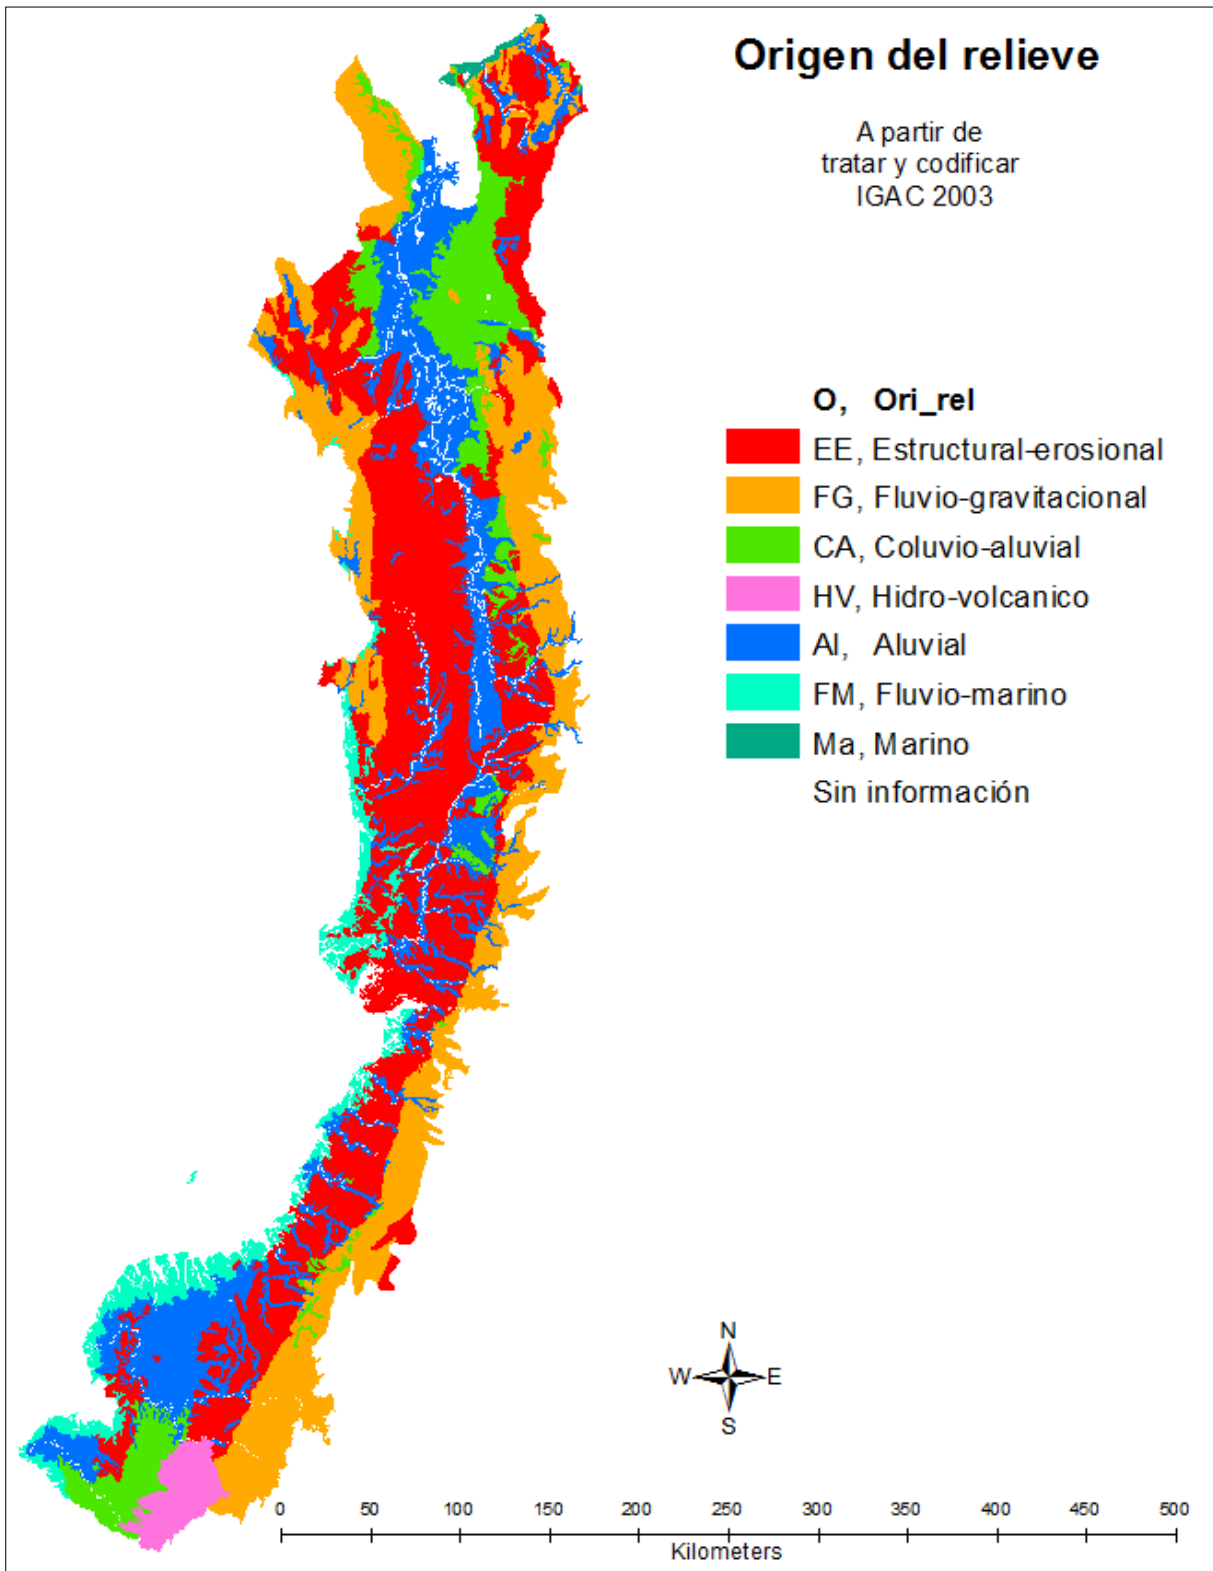 Origen del relieve
A partir de
tratar y codificar
IGAC 2003
O, Ori_rel
EE, Estructural-erosional
FG, Fluvio-gravitacional
CA, Coluvio-aluvial
HV, Hidro-volcanico
Al, Aluvial
FM, Fluvio-marino
Ma, Marino
Sin información
N
W E
S
0 50 100 150 200 250 300 350 400 450 500
Kilometers